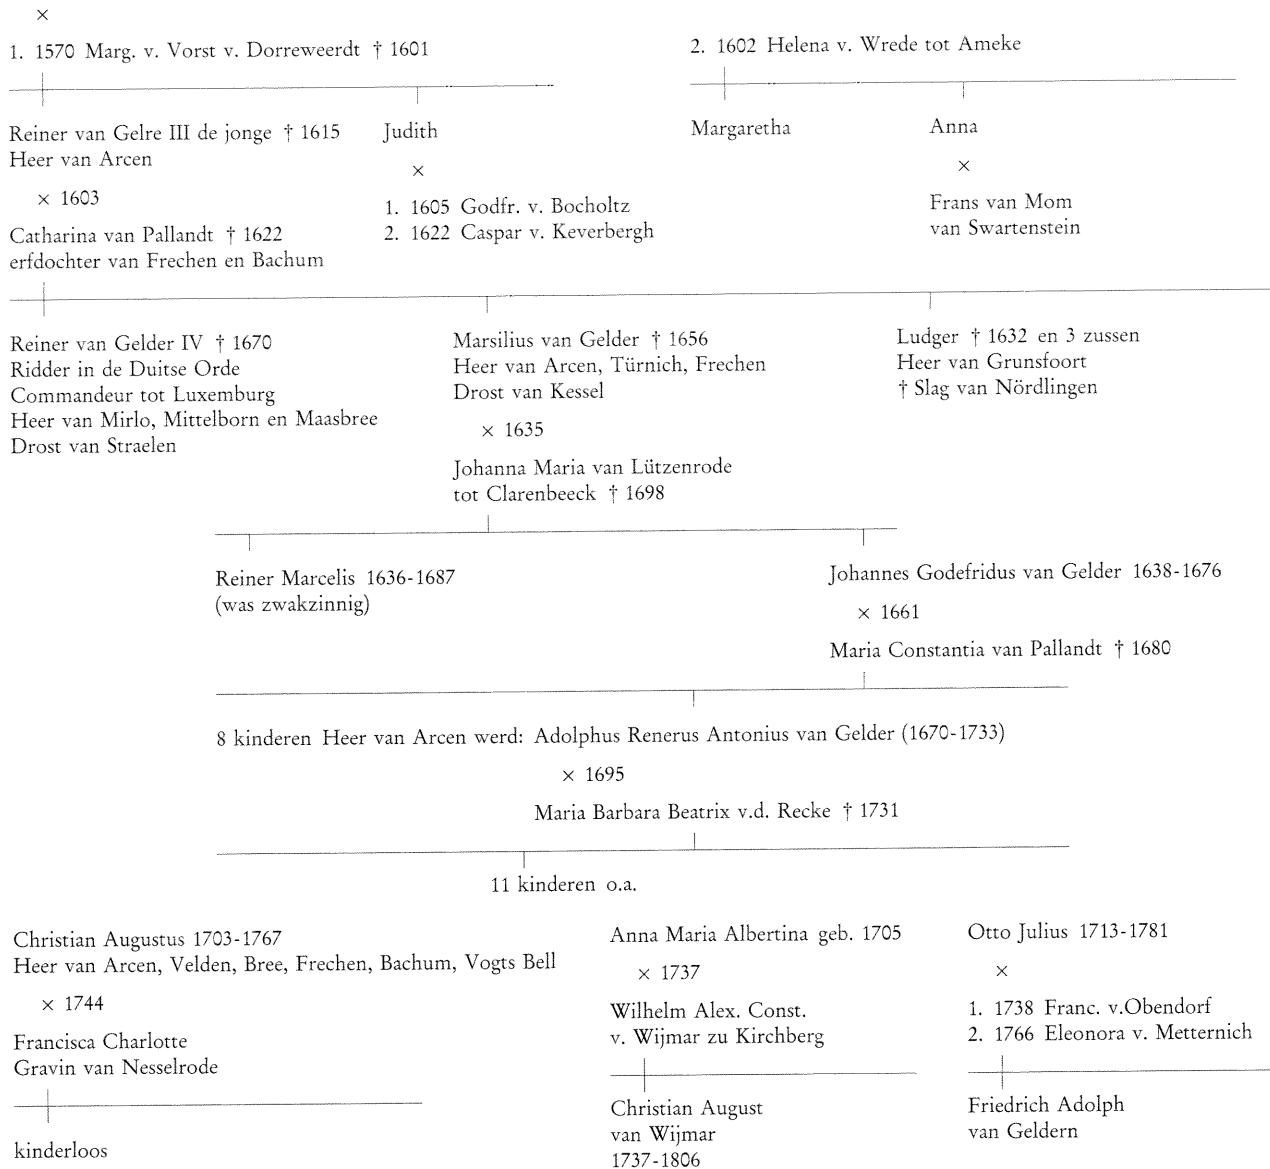 ×
1. 1570 Marg. v. Vorst v. Dorreweerdt † 1601
2. 1602 Helena v. Wrede tot Ameke
Reiner van Gelre III de jonge † 1615
Heer van Arcen
× 1603
Catharina van Pallandt † 1622
erfdochter van Frechen en Bachum
Judith
×
1. 1605 Godfr. v. Bocholtz
2. 1622 Caspar v. Keverbergh
Margaretha
Anna
×
Frans van Mom
van Swartenstein
Reiner van Gelder IV † 1670
Ridder in de Duitse Orde
Commandeur tot Luxemburg
Heer van Mirlo, Mittelborn en Maasbree
Drost van Straelen
Marsilius van Gelder † 1656
Heer van Arcen, Türnich, Frechen
Drost van Kessel
× 1635
Johanna Maria van Lützenrode
tot Clarenbeeck † 1698
Ludger † 1632 en 3 zussen
Heer van Grunsfoort
† Slag van Nördlingen
Reiner Marcelis 1636-1687
(was zwakzinnig)
Johannes Godefridus van Gelder 1638-1676
× 1661
Maria Constantia van Pallandt † 1680
8 kinderen Heer van Arcen werd: Adolphus Renerus Antonius van Gelder (1670-1733)
× 1695
Maria Barbara Beatrix v.d. Recke † 1731
11 kinderen o.a.
Christian Augustus 1703-1767
Heer van Arcen, Velden, Bree, Frechen, Bachum, Vogts Bell
× 1744
Francisca Charlotte
Gravin van Nesselrode
kinderloos
Anna Maria Albertina geb. 1705
× 1737
Wilhelm Alex. Const.
v. Wijmar zu Kirchberg
Christian August
van Wijmar
1737-1806
Otto Julius 1713-1781
×
1. 1738 Franc. v.Obendorf
2. 1766 Eleonora v. Metternich
Friedrich Adolph
van Geldern